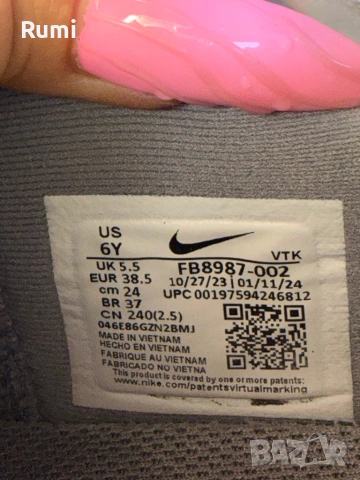 Rumi
US
6Y
VTK
UK 5.5
EUR 38.5
cm 24
BR 37
CN 240(2.5)
FB8987-002
10/27/23 | 01/11/24
UPC 00197594246812
046E86GZN2BMJ
MADE IN VIETNAM
HECHO EN VIETNAM
FABRIQUE AU VIETNAM
FABRICADO NO VIETNA
This product is covered by one or more patents:
www.nike.com/patentsvirtualmarking
BAZAR